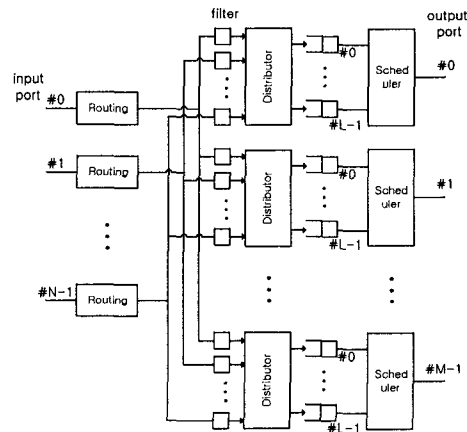 filter
output
port
input
port
#0
Routing
Distributor
#0
#L-1
Sched
uler
#0
#1
Routing
Distributor
#0
#L-1
Sched
uler
#1
#N-1
Routing
Distributor
#0
#L-1
Sched
uler
#M-1